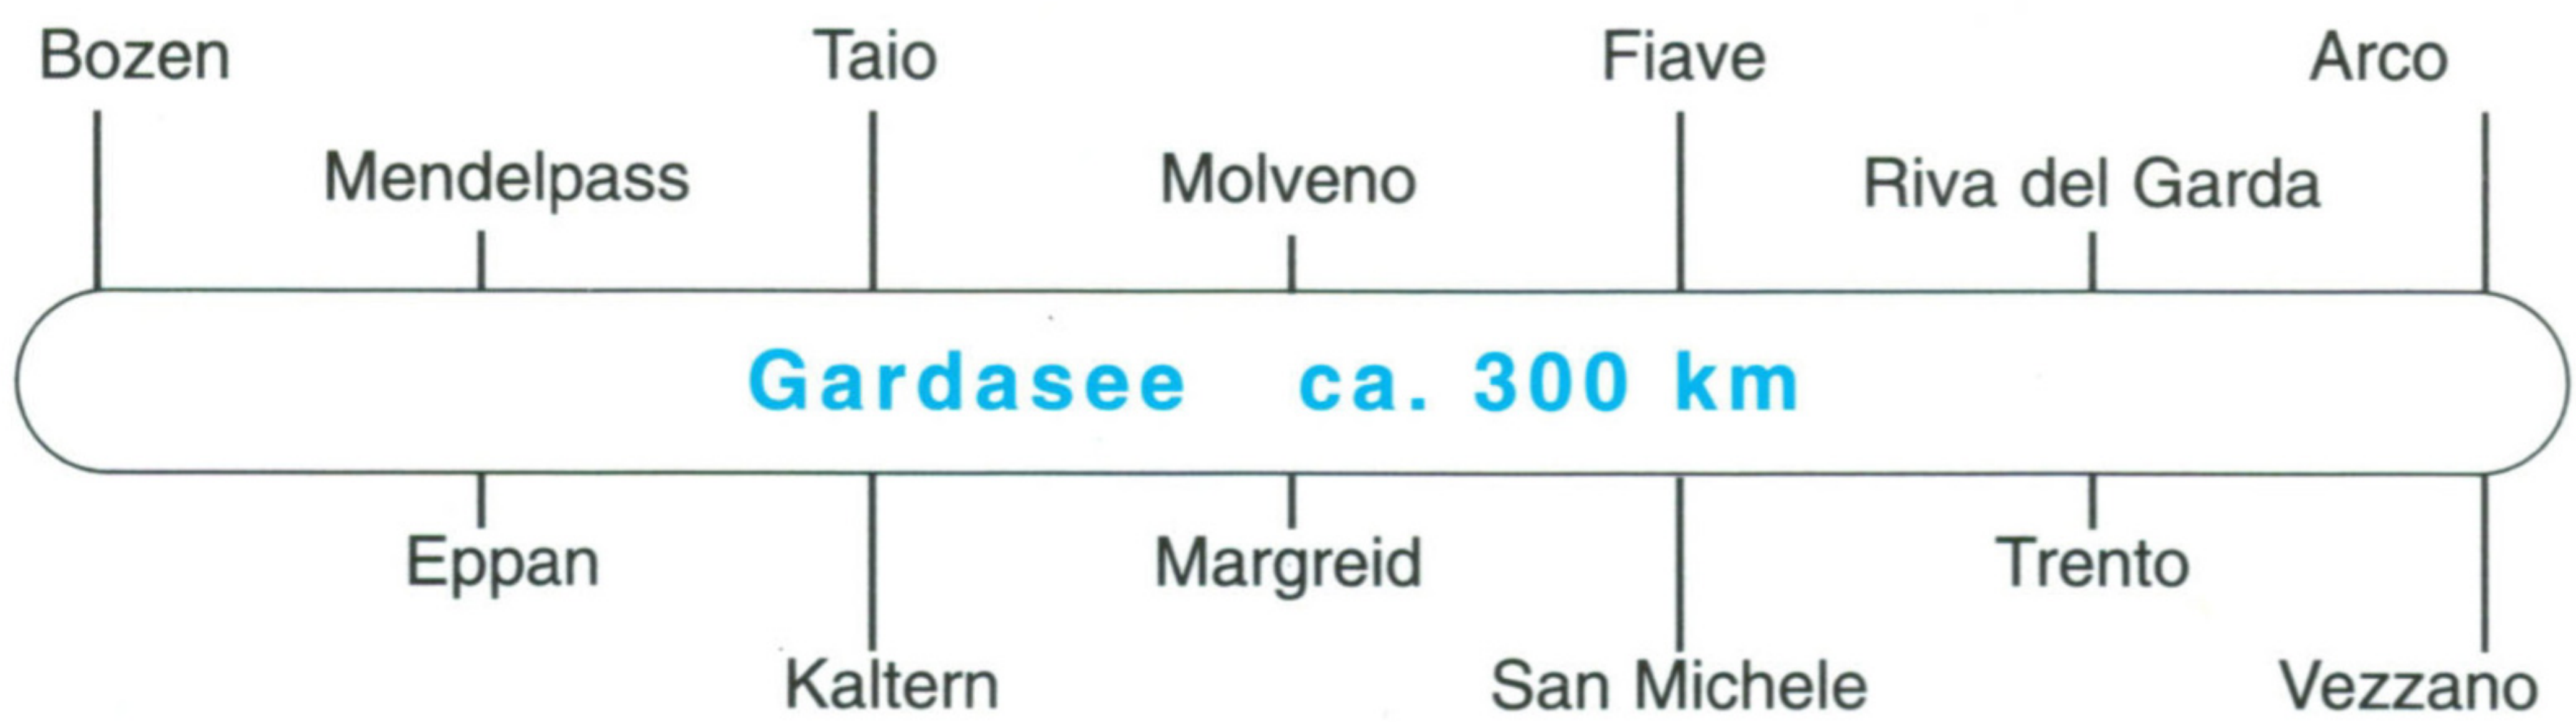 Bozen Taio Fiave Arco
Mendelpass Molveno Riva del Garda
Gardasee ca. 300 km
Eppan Margreid Trento
Kaltern San Michele Vezzano